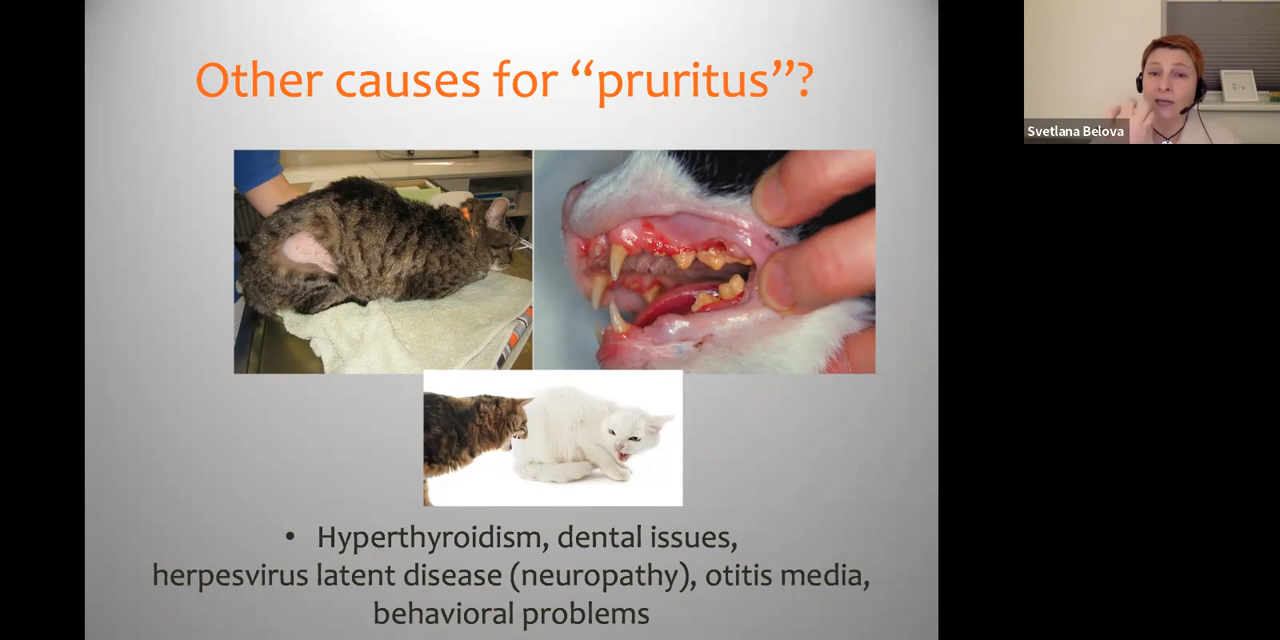 Other causes for “pruritus”?
Svetlana Belova
• Hyperthyroidism, dental issues,
herpesvirus latent disease (neuropathy), otitis media,
behavioral problems